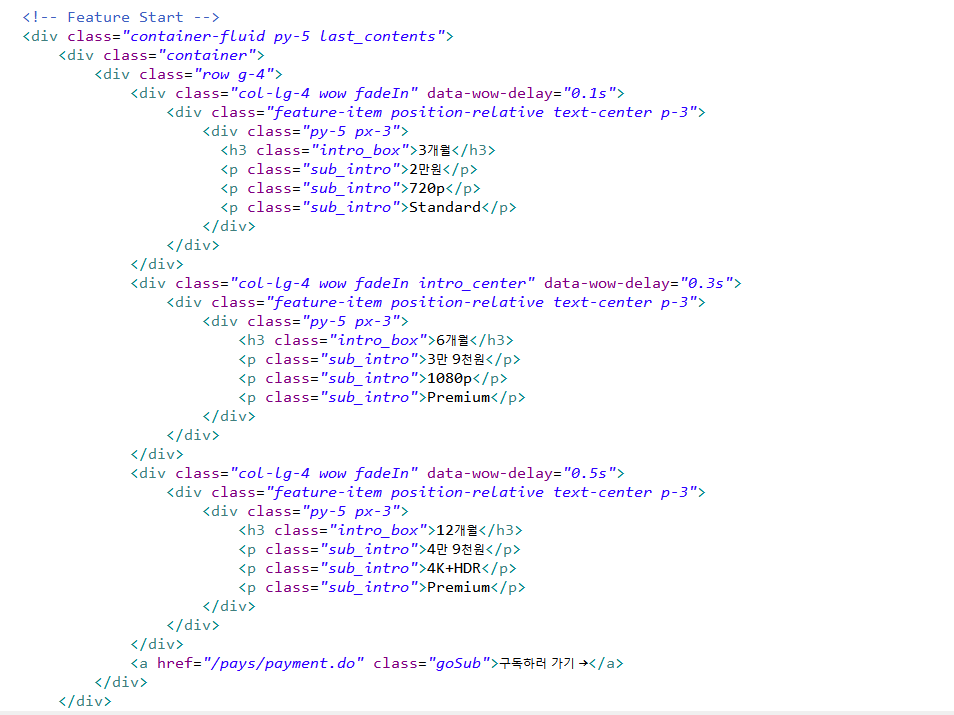 <!-- Feature Start -->
<div class="container-fluid py-5 last_contents">
<div class="container">
<div class="row g-4">
<div class="col-lg-4 wow fadeIn" data-wow-delay="0.1s">
<div class="feature-item position-relative text-center p-3">
<div class="py-5 px-3">
<h3 class="intro_box">3개월</h3>
<p class="sub_intro">2만원</p>
<p class="sub_intro">720p</p>
<p class="sub_intro">Standard</p>
</div>
</div>
</div>
<div class="col-lg-4 wow fadeIn intro_center" data-wow-delay="0.3s">
<div class="feature-item position-relative text-center p-3">
<div class="py-5 px-3">
<h3 class="intro_box">6개월</h3>
<p class="sub_intro">3만 9천원</p>
<p class="sub_intro">1080p</p>
<p class="sub_intro">Premium</p>
</div>
</div>
</div>
<div class="col-lg-4 wow fadeIn" data-wow-delay="0.5s">
<div class="feature-item position-relative text-center p-3">
<div class="py-5 px-3">
<h3 class="intro_box">12개월</h3>
<p class="sub_intro">4만 9천원</p>
<p class="sub_intro">4K+HDR</p>
<p class="sub_intro">Premium</p>
</div>
</div>
</div>
<a href="/pays/payment.do" class="goSub">구독하러 가기 →</a>
</div>
</div>